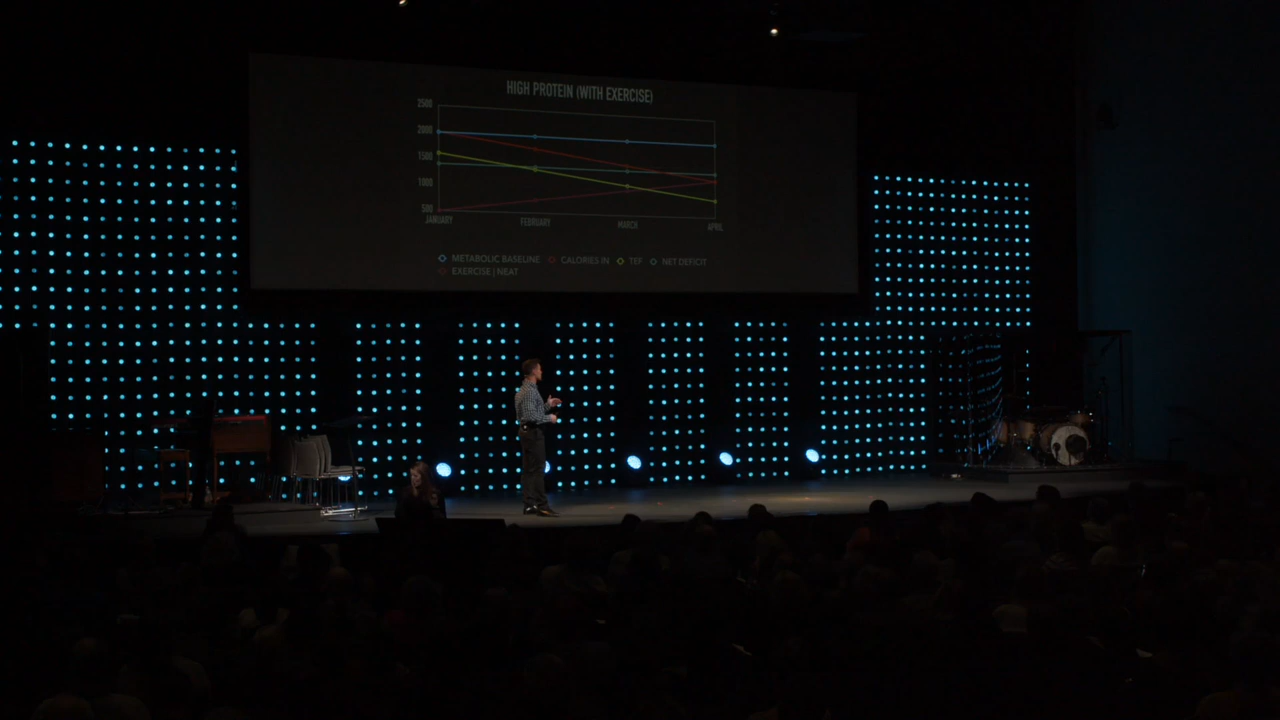 HIGH PROTEIN (WITH EXERCISE)
2500
2000
1500
1000
500
JANUARY FEBRUARY MARCH APRIL
METABOLIC BASELINE CALORIES IN TEF NET DEFICIT
EXERCISE | NEAT